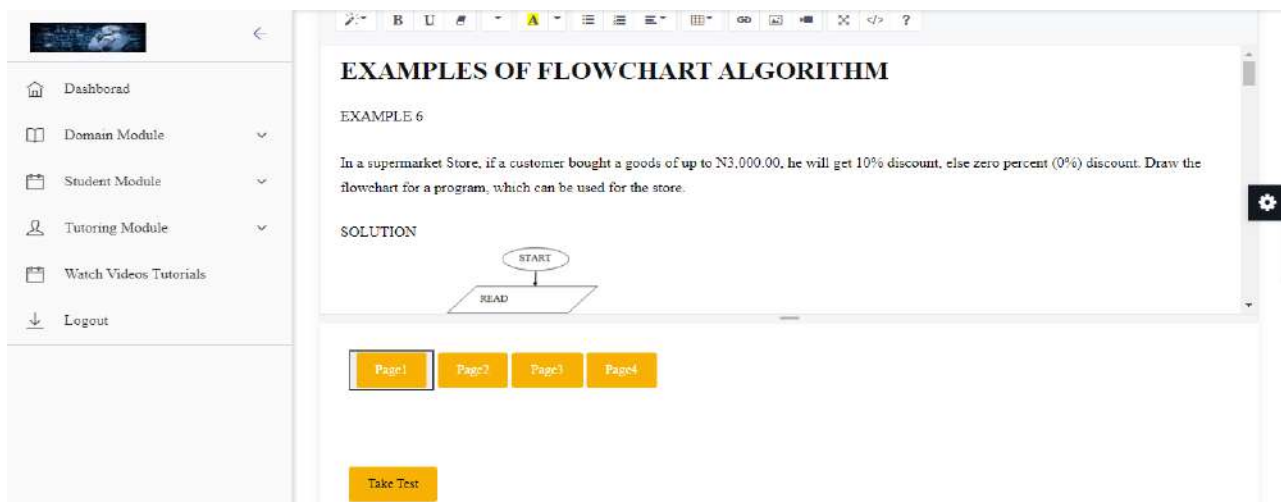 B U A </> ?
Dashborad
Domain Module
Student Module
Tutoring Module
Watch Videos Tutorials
Logout
EXAMPLES OF FLOWCHART ALGORITHM
EXAMPLE 6
In a supermarket Store, if a customer bought a goods of up to N3,000.00, he will get 10% discount, else zero percent (0%) discount. Draw the
flowchart for a program, which can be used for the store.
SOLUTION
START
READ
Page1 Page2 Page3 Page4
Take Test